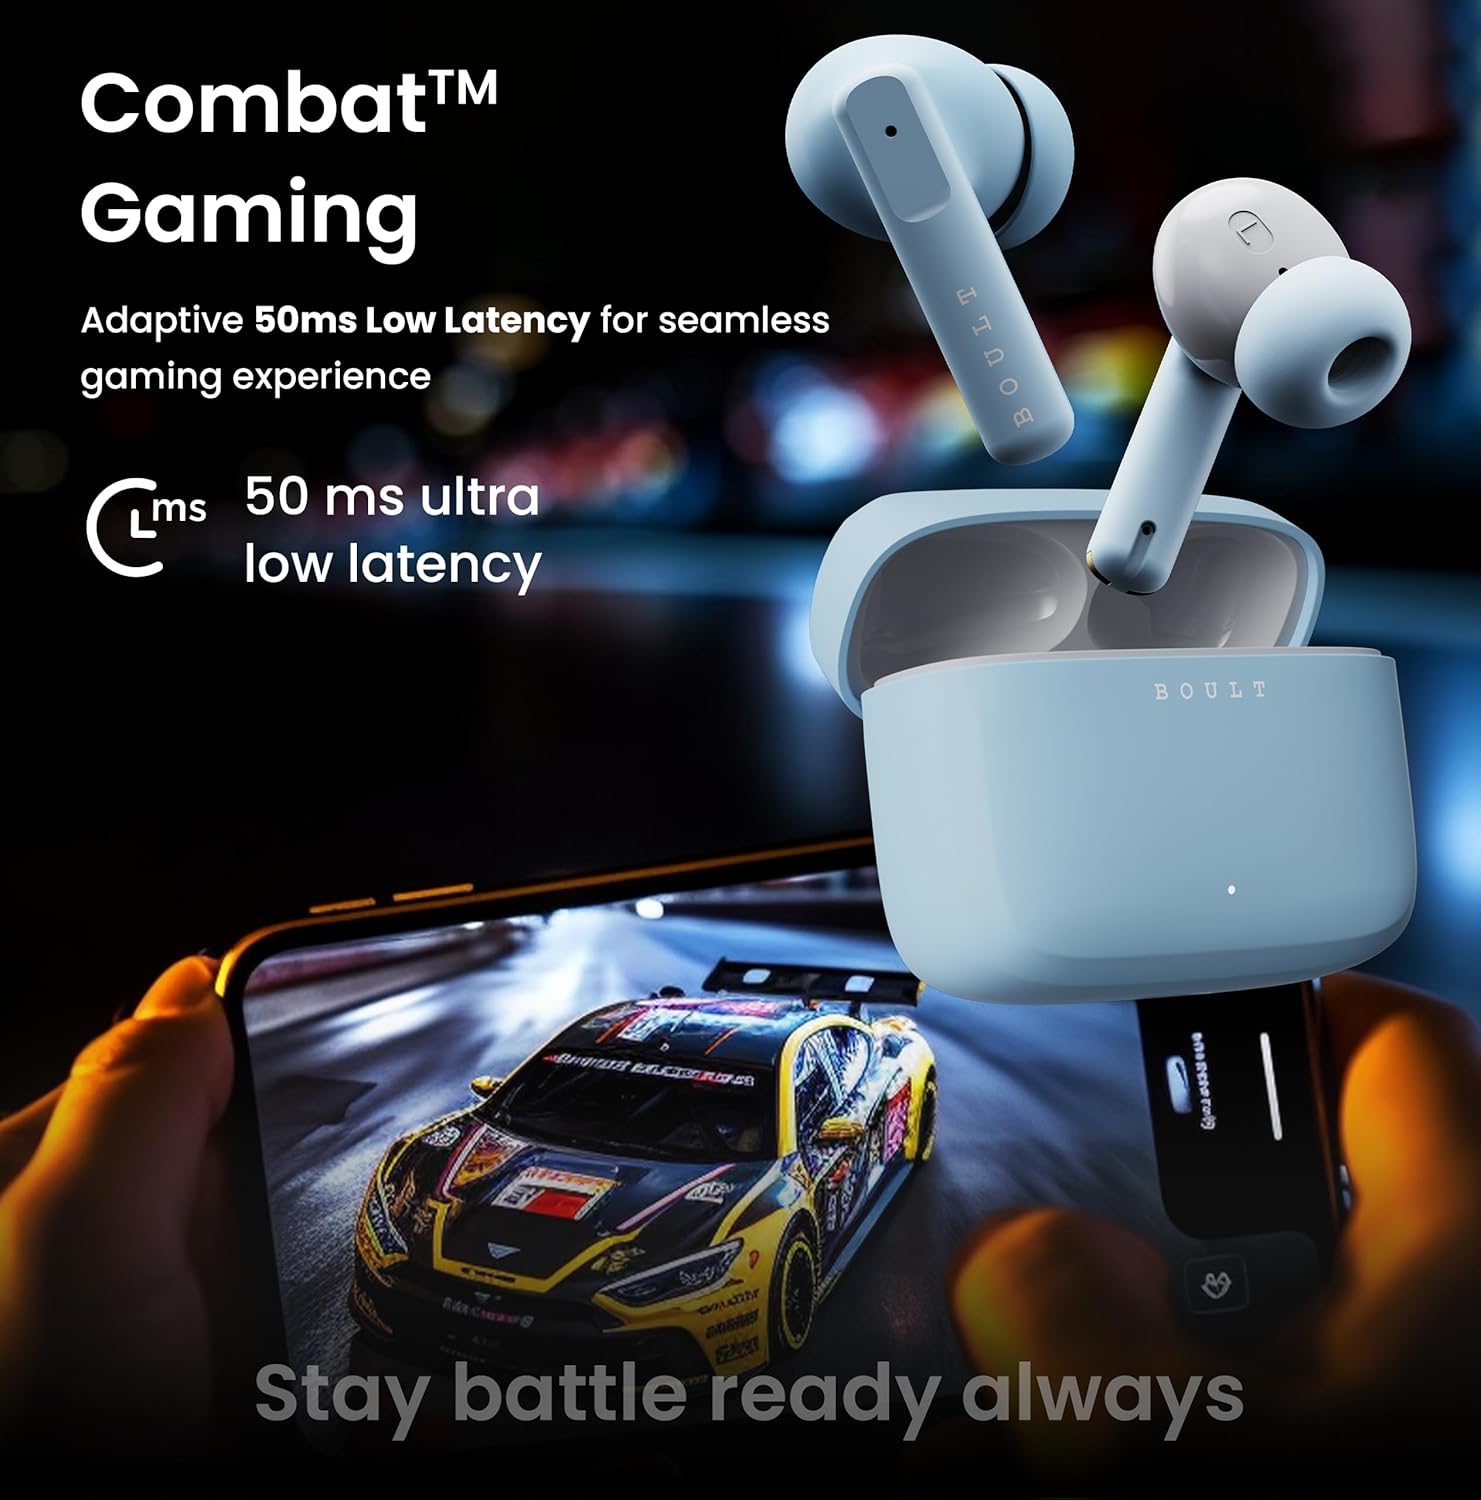 Combat™
Gaming
Adaptive 50ms Low Latency for seamless
gaming experience
ms
50 ms ultra
low latency
BOULT
L
BOULT
Stay battle ready always